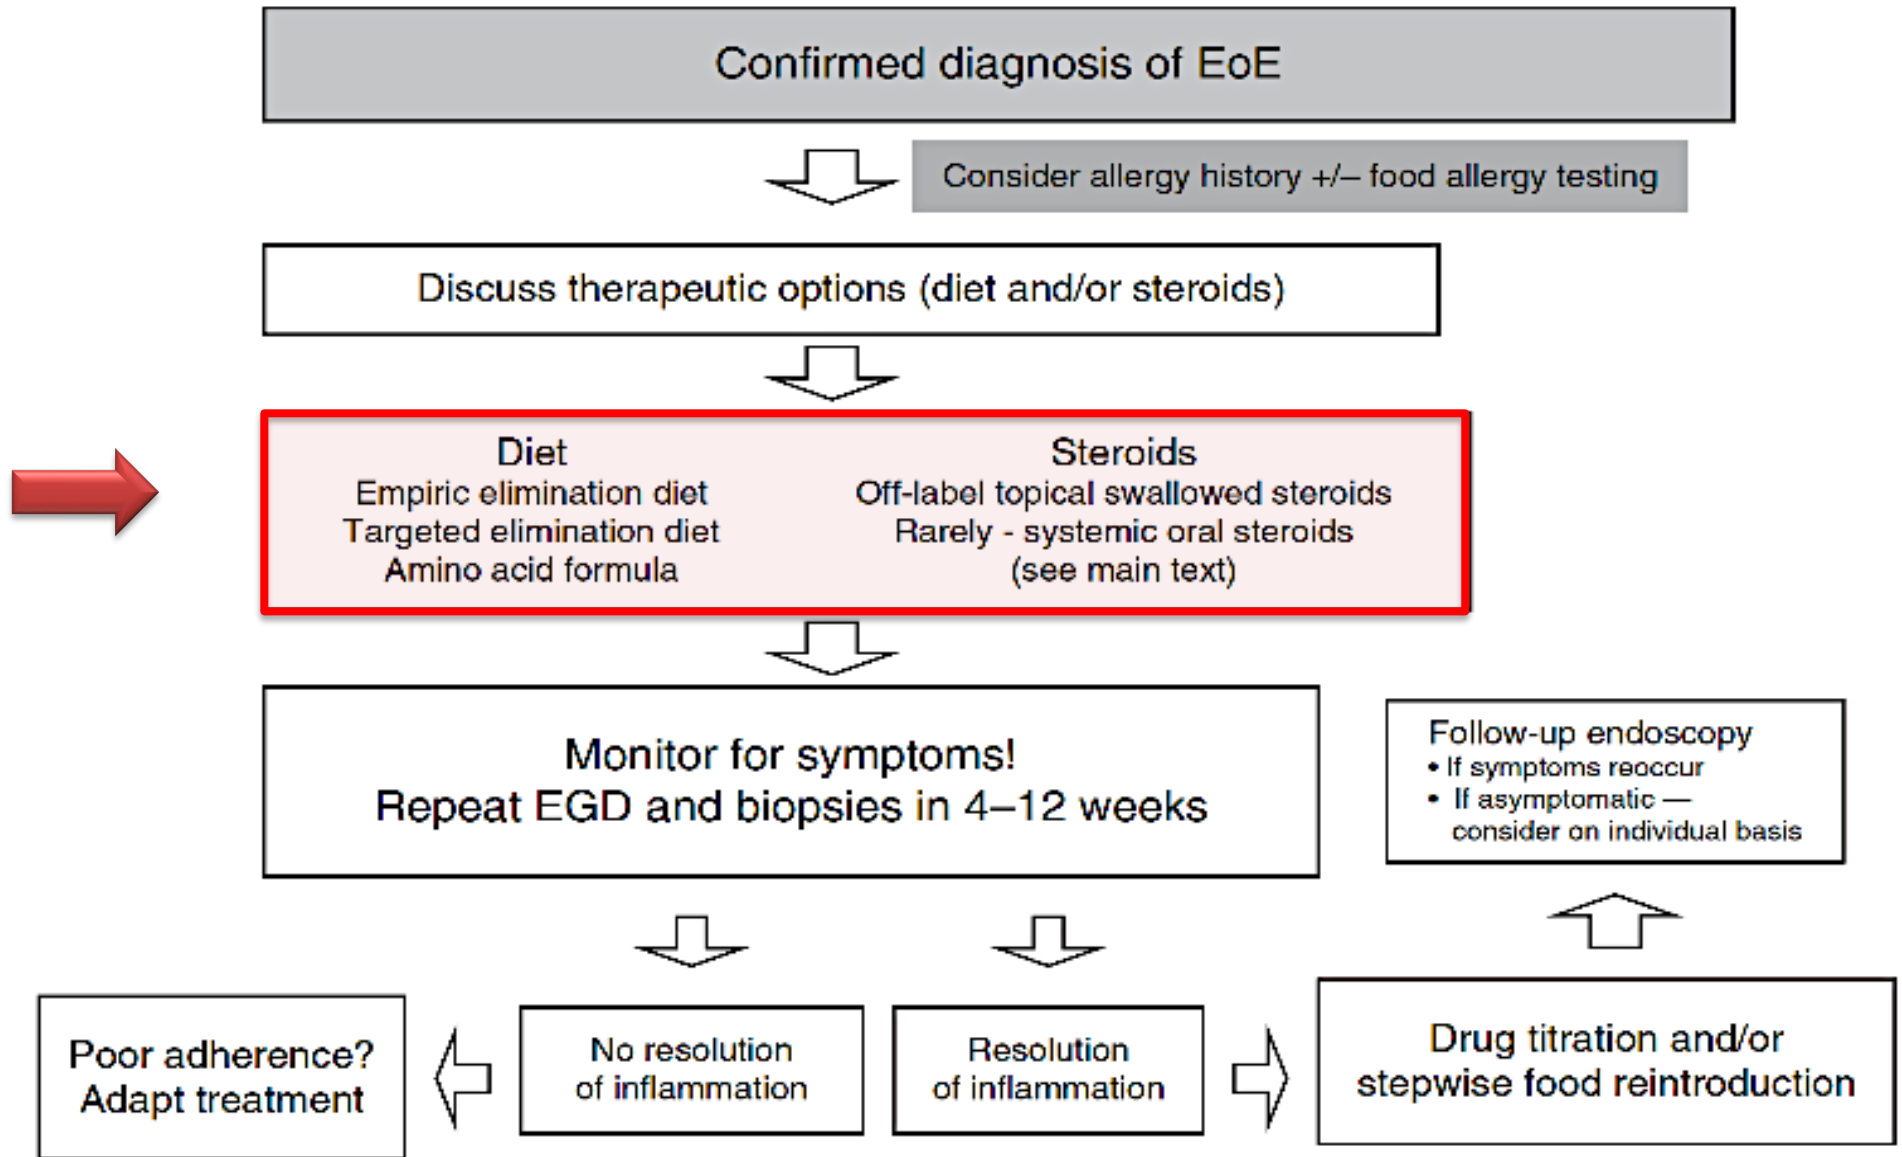 Confirmed diagnosis of EoE
Consider allergy history +/– food allergy testing
Discuss therapeutic options (diet and/or steroids)
Diet
Empiric elimination diet
Targeted elimination diet
Amino acid formula
Steroids
Off-label topical swallowed steroids
Rarely - systemic oral steroids
(see main text)
Monitor for symptoms!
Repeat EGD and biopsies in 4–12 weeks
Follow-up endoscopy
• If symptoms reoccur
• If asymptomatic —
consider on individual basis
Poor adherence?
Adapt treatment
No resolution
of inflammation
Resolution
of inflammation
Drug titration and/or
stepwise food reintroduction